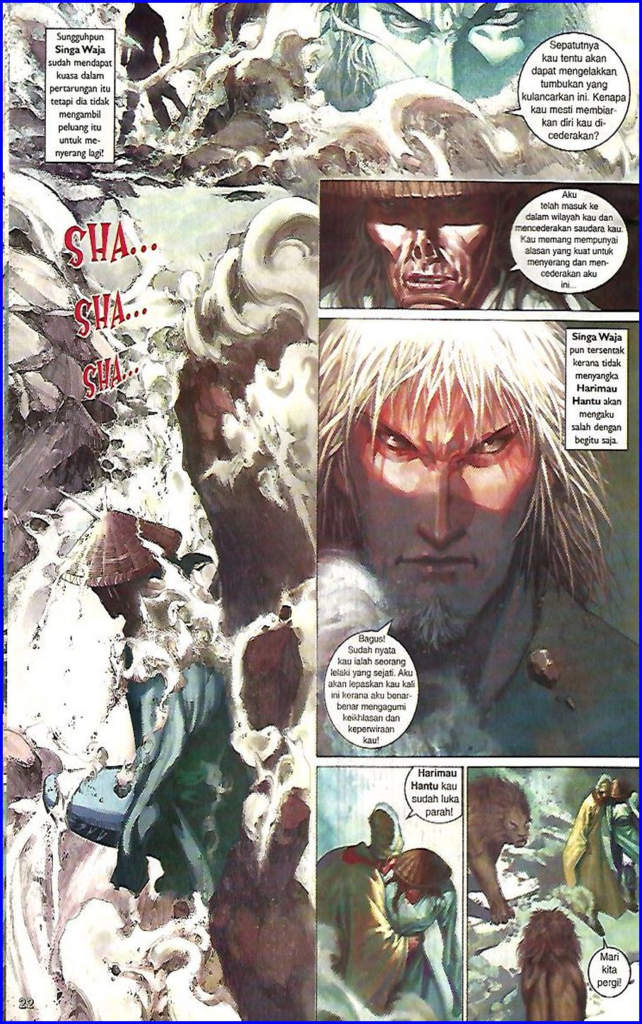 Sungguhpun
Singa Waja
sudah mendapat
kuasa dalam
pertarungan itu
tetapi dia tidak
mengambil
peluang itu
untuk me-
nyerang lagi!
Sepatutnya
kau tentu akan
dapat mengelakkan
tumbukan yang
kulancarkan ini. Kenapa
kau mesti membiar-
kan diri kau di-
cederakan?
SHA...
SHA...
SHA...
Aku
telah masuk ke
dalam wilayah kau dan
mencederakan saudara kau.
Kau memang mempunyai
alasan yang kuat untuk
menyerang dan men-
cederakan aku
ini...
Singa Waja
pun tersentak
kerana tidak
menyangka
Harimau
Hantu akan
mengaku
salah dengan
begitu saja.
Bagus!
Sudah nyata
kau ialah seorang
lelaki yang sejati. Aku
akan lepaskan kau kali
ini kerana aku benar-
benar mengagumi
keikhlasan dan
keperwiraan
kau!
Harimau
Hantu kau
sudah luka
parah!
Mari
kita
pergi!
22